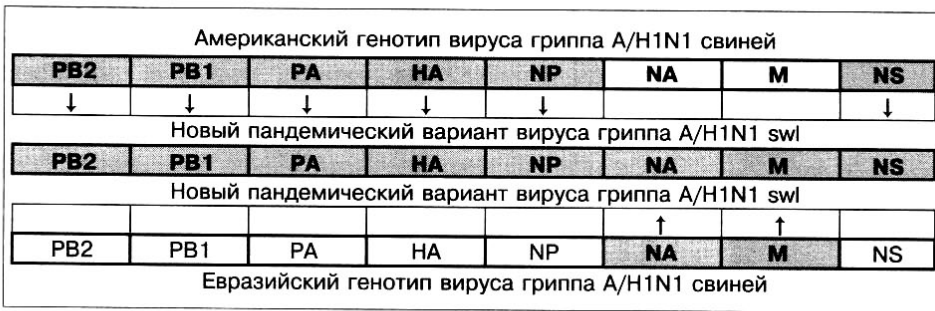 Американский генотип вируса гриппа A/H1N1 свиней
PB2 PB1 PA HA NP NA M NS
↓ ↓ ↓ ↓ ↓ ↓
Новый пандемический вариант вируса гриппа A/H1N1 swl
PB2 PB1 PA HA NP NA M NS
Новый пандемический вариант вируса гриппа A/H1N1 swl
↑ ↑
PB2 PB1 PA HA NP NA M NS
Евразийский генотип вируса гриппа A/H1N1 свиней